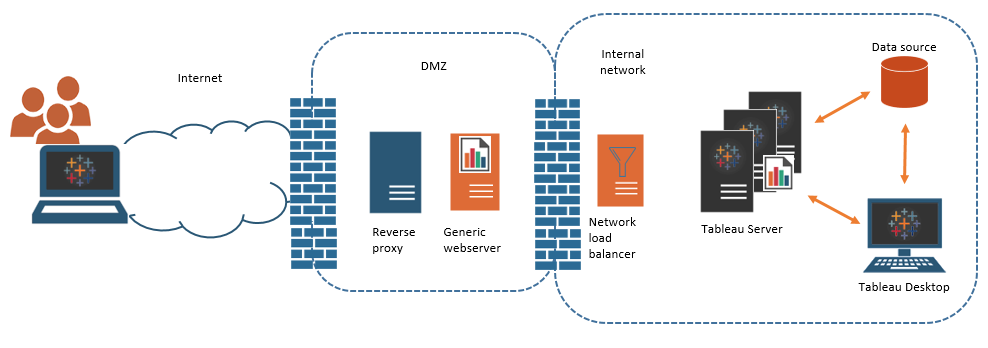 Internet
DMZ
Internal
network
Data source
Reverse
proxy
Generic
webserver
Network
load
balancer
Tableau Server
Tableau Desktop